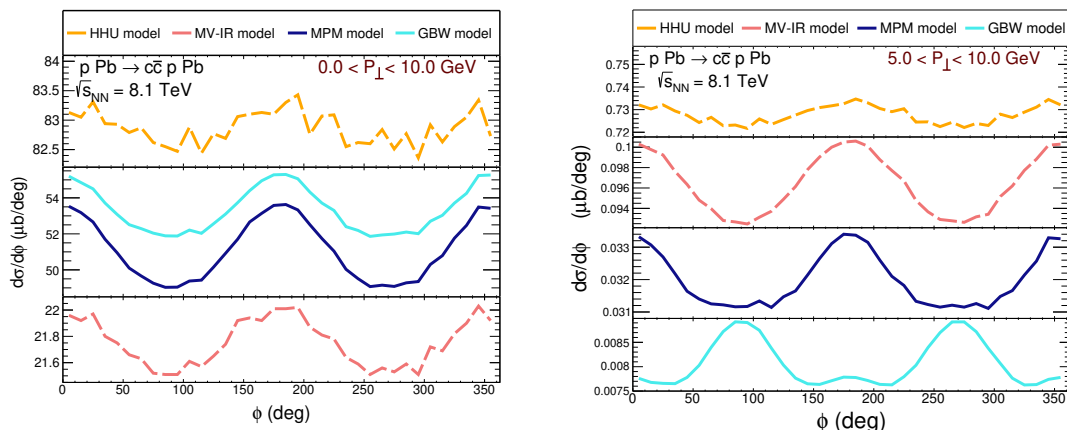 HHU model MV-IR model MPM model GBW model
p Pb → cc̅ p Pb
0.0 < P⊥ < 10.0 GeV
√s_NN = 8.1 TeV
84
83.5
83
82.5
54
52
50
22
21.8
21.6
dσ/dϕ (μb/deg)
0 50 100 150 200 250 300 350
ϕ (deg)
HHU model MV-IR model MPM model GBW model
p Pb → cc̅ p Pb
5.0 < P⊥ < 10.0 GeV
√s_NN = 8.1 TeV
0.75
0.74
0.73
0.72
0.1
0.098
0.096
0.094
0.033
0.032
0.031
0.0085
0.008
0.0075
dσ/dϕ (μb/deg)
0 50 100 150 200 250 300 350
ϕ (deg)